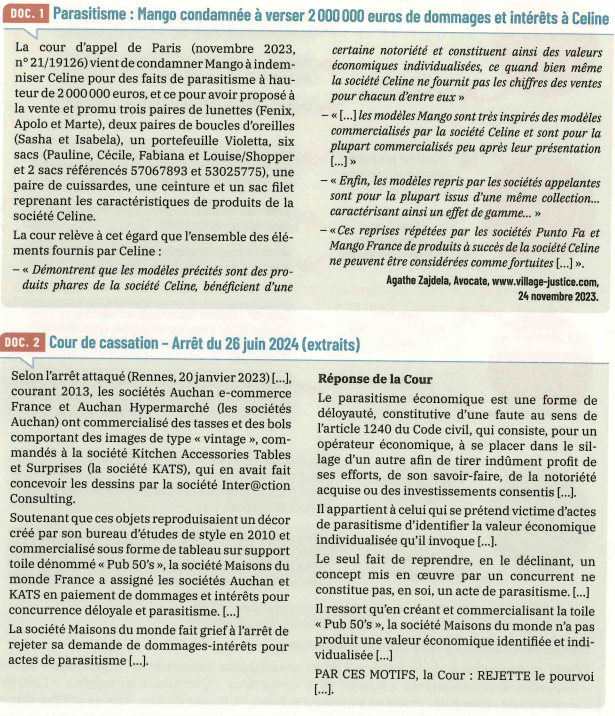 DOC. 1 Parasitisme : Mango condamnée à verser 2 000 000 euros de dommages et intérêts à Celine
La cour d'appel de Paris (novembre 2023,
n° 21/19126) vient de condamner Mango à indem-
niser Celine pour des faits de parasitisme à hau-
teur de 2 000 000 euros, et ce pour avoir proposé à
la vente et promu trois paires de lunettes (Fenix,
Apolo et Marte), deux paires de boucles d'oreilles
(Sasha et Isabela), un portefeuille Violetta, six
sacs (Pauline, Cécile, Fabiana et Louise/Shopper
et 2 sacs référencés 57067893 et 53025775), une
paire de cuissardes, une ceinture et un sac filet
reprenant les caractéristiques de produits de la
société Celine.
La cour relève à cet égard que l'ensemble des élé-
ments fournis par Celine :
– « Démontrent que les modèles précités sont des pro-
duits phares de la société Celine, bénéficient d'une
certaine notoriété et constituent ainsi des valeurs
économiques individualisées, ce quand bien même
la société Celine ne fournit pas les chiffres des ventes
pour chacun d'entre eux »
– « [...] les modèles Mango sont très inspirés des modèles
commercialisés par la société Celine et sont pour la
plupart commercialisés peu après leur présentation
[...] »
– « Enfin, les modèles repris par les sociétés appelantes
sont pour la plupart issus d'une même collection...
caractérisant ainsi un effet de gamme... »
– «Ces reprises répétées par les sociétés Punto Fa et
Mango France de produits à succès de la société Celine
ne peuvent être considérées comme fortuites [...] ».
Agathe Zajdela, Avocate, www.village-justice.com,
24 novembre 2023.
DOC. 2 Cour de cassation – Arrêt du 26 juin 2024 (extraits)
Selon l'arrêt attaqué (Rennes, 20 janvier 2023) [...],
courant 2013, les sociétés Auchan e-commerce
France et Auchan Hypermarché (les sociétés
Auchan) ont commercialisé des tasses et des bols
comportant des images de type « vintage », com-
mandés à la société Kitchen Accessories Tables
et Surprises (la société KATS), qui en avait fait
concevoir les dessins par la société Inter@ction
Consulting.
Soutenant que ces objets reproduisaient un décor
créé par son bureau d'études de style en 2010 et
commercialisé sous forme de tableau sur support
toile dénommé « Pub 50's », la société Maisons du
monde France a assigné les sociétés Auchan et
KATS en paiement de dommages et intérêts pour
concurrence déloyale et parasitisme. [...]
La société Maisons du monde fait grief à l'arrêt de
rejeter sa demande de dommages-intérêts pour
actes de parasitisme [...].
Réponse de la Cour
Le parasitisme économique est une forme de
déloyauté, constitutive d'une faute au sens de
l'article 1240 du Code civil, qui consiste, pour un
opérateur économique, à se placer dans le sil-
lage d'un autre afin de tirer indûment profit de
ses efforts, de son savoir-faire, de la notoriété
acquise ou des investissements consentis [...].
Il appartient à celui qui se prétend victime d'actes
de parasitisme d'identifier la valeur économique
individualisée qu'il invoque [...].
Le seul fait de reprendre, en le déclinant, un
concept mis en œuvre par un concurrent ne
constitue pas, en soi, un acte de parasitisme. [...]
Il ressort qu'en créant et commercialisant la toile
« Pub 50's », la société Maisons du monde n'a pas
produit une valeur économique identifiée et indi-
vidualisée [...]
PAR CES MOTIFS, la Cour : REJETTE le pourvoi
[...].